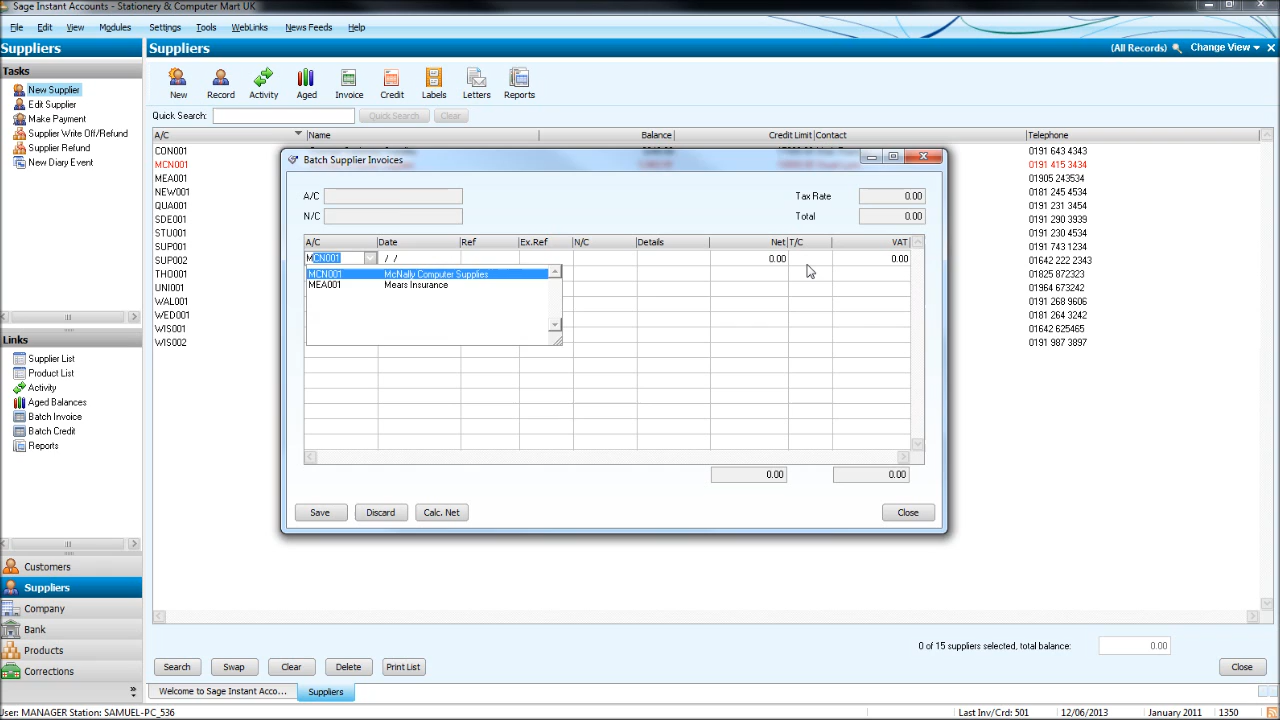 Sage Instant Accounts - Stationery & Computer Mart UK
File Edit View Modules Settings Tools WebLinks News Feeds Help
Suppliers
Suppliers (All Records) Change View
Tasks
New Supplier
Edit Supplier
Make Payment
Supplier Write Off/Refund
Supplier Refund
New Diary Event
New Record Activity Aged Invoice Credit Labels Letters Reports
Quick Search: Quick Search Clear
A/C Name Balance Credit Limit Contact Telephone
CON001 0191 643 4343
MCN001 0191 415 3434
MEA001 01905 243534
NEW001 0181 245 4534
QUA001 0191 231 3454
SDE001 0191 290 3939
STU001 0191 230 4534
SUP001 0191 743 1234
SUP002 01642 222 2343
THO001 01825 872323
UNI001 01964 673242
WAL001 0191 268 9606
WED001 0181 264 3242
WIS001 01642 625465
WIS002 0191 987 3897
Batch Supplier Invoices
A/C Tax Rate 0.00
N/C Total 0.00
A/C Date Ref Ex.Ref N/C Details Net T/C VAT
MCN001 / / 0.00 0.00
MCN001 McNally Computer Supplies
MEA001 Mears Insurance
0.00 0.00
Save Discard Calc. Net Close
Links
Supplier List
Product List
Activity
Aged Balances
Batch Invoice
Batch Credit
Reports
Customers
Suppliers
Company
Bank
Products
Corrections
0 of 15 suppliers selected, total balance: 0.00
Search Swap Clear Delete Print List Close
Welcome to Sage Instant Acco... Suppliers
User: MANAGER Station: SAMUEL-PC_536 Last Inv/Crd: 501 12/06/2013 January 2011 1350